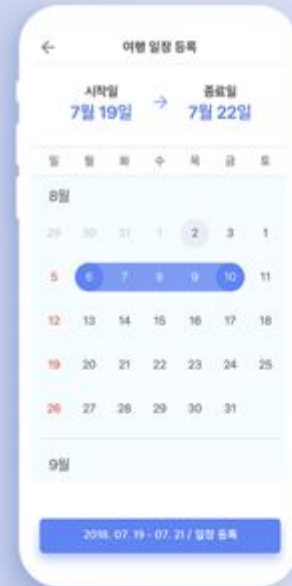 여행 일정 등록
시작일 종료일
7월 19일 → 7월 22일
일 월 화 수 목 금 토
8월
29 30 31 1 2 3 1
5 6 7 8 9 10 11
12 13 14 15 16 17 18
19 20 21 22 23 24 25
26 27 28 29 30 31
9월
2018. 07. 19 - 07. 21 / 일정 등록